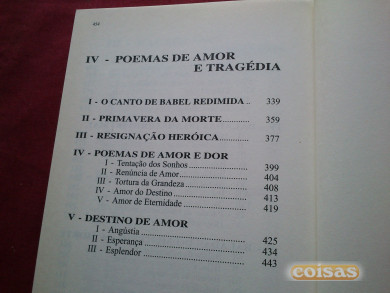 454
IV - POEMAS DE AMOR
E TRAGÉDIA
I - O CANTO DE BABEL REDIMIDA .. 339
II - PRIMAVERA DA MORTE .............. 359
III - RESIGNAÇÃO HERÓICA ............. 377
IV - POEMAS DE AMOR E DOR
I - Tentação dos Sonhos ................ 399
II - Renúncia de Amor ................ 404
III - Tortura da Grandeza ................ 408
IV - Amor do Destino ................ 413
V - Amor de Eternidade ................ 419
V - DESTINO DE AMOR
I - Angústia ................ 425
II - Esperança ................ 434
III - Esplendor ................ 443
coisas